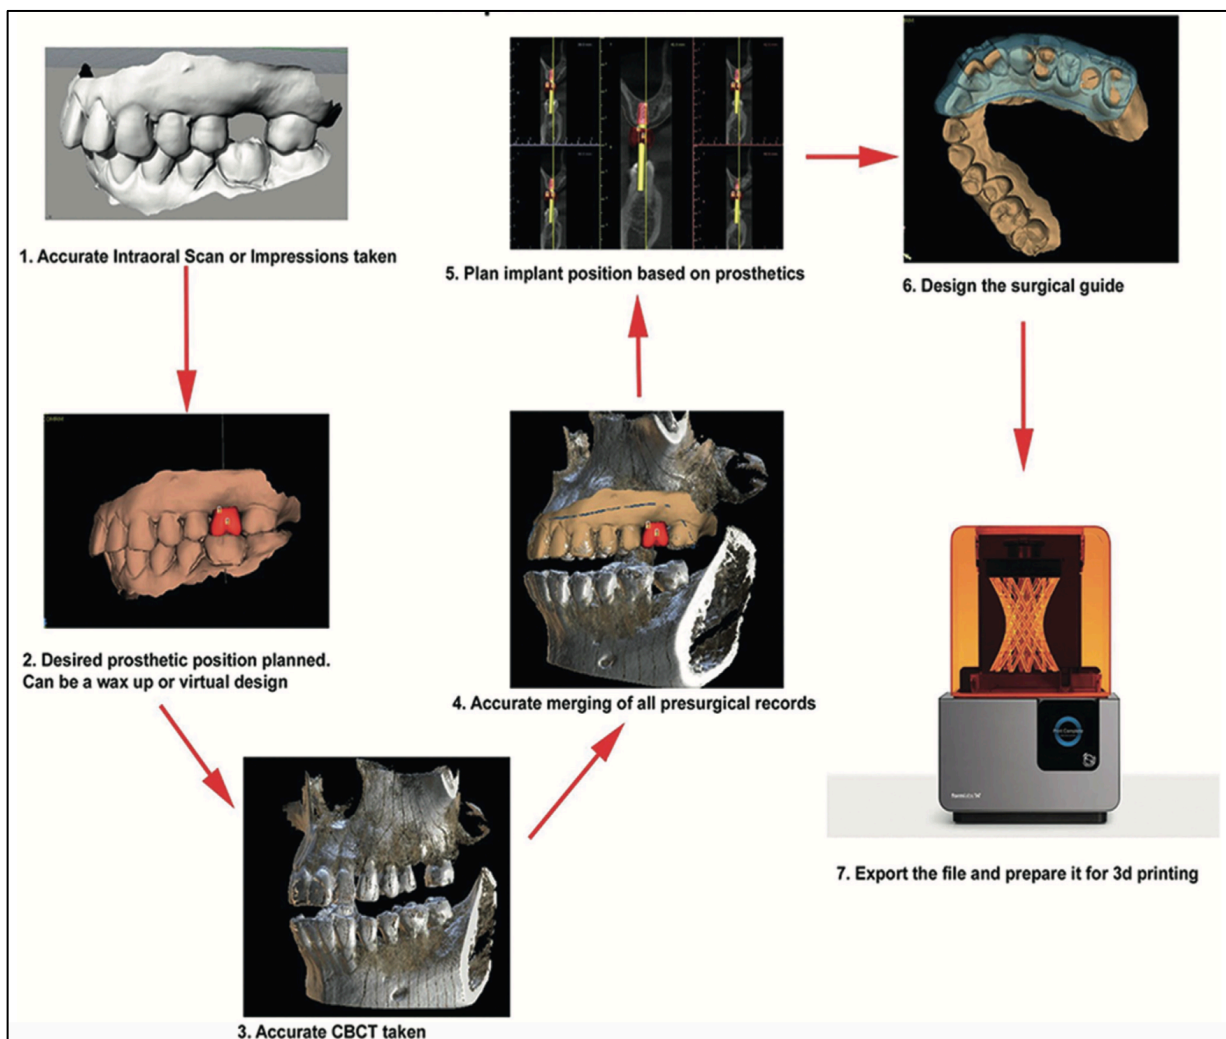 1. Accurate Intraoral Scan or Impressions taken
2. Desired prosthetic position planned.
Can be a wax up or virtual design
3. Accurate CBCT taken
4. Accurate merging of all presurgical records
5. Plan implant position based on prosthetics
6. Design the surgical guide
7. Export the file and prepare it for 3d printing
Print Complete